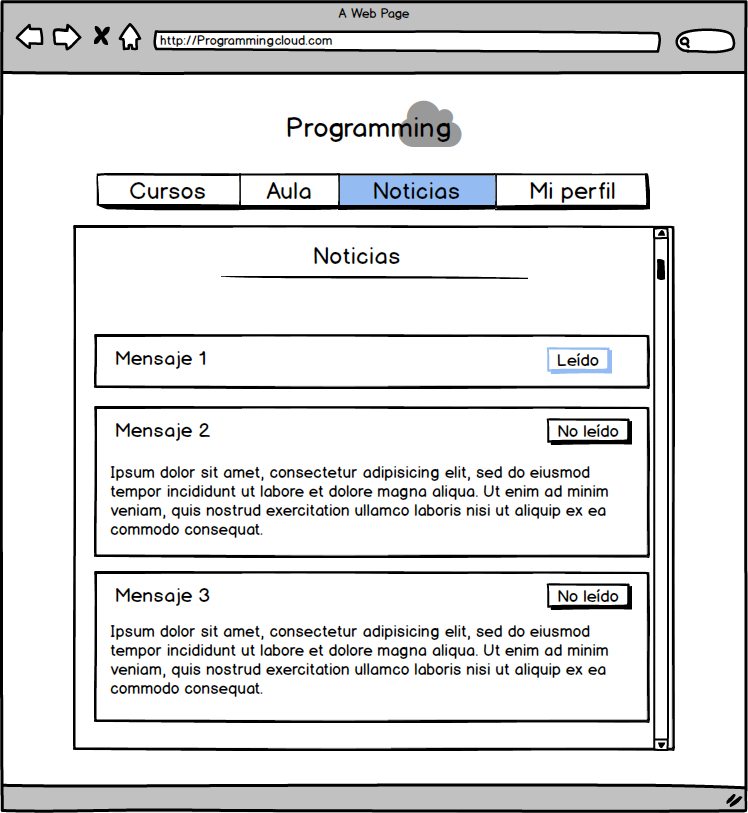 A Web Page
http://Programmingcloud.com
Programming
Cursos Aula Noticias Mi perfil
Noticias
Mensaje 1 Leído
Mensaje 2 No leído
Ipsum dolor sit amet, consectetur adipisicing elit, sed do eiusmod
tempor incididunt ut labore et dolore magna aliqua. Ut enim ad minim
veniam, quis nostrud exercitation ullamco laboris nisi ut aliquip ex ea
commodo consequat.
Mensaje 3 No leído
Ipsum dolor sit amet, consectetur adipisicing elit, sed do eiusmod
tempor incididunt ut labore et dolore magna aliqua. Ut enim ad minim
veniam, quis nostrud exercitation ullamco laboris nisi ut aliquip ex ea
commodo consequat.